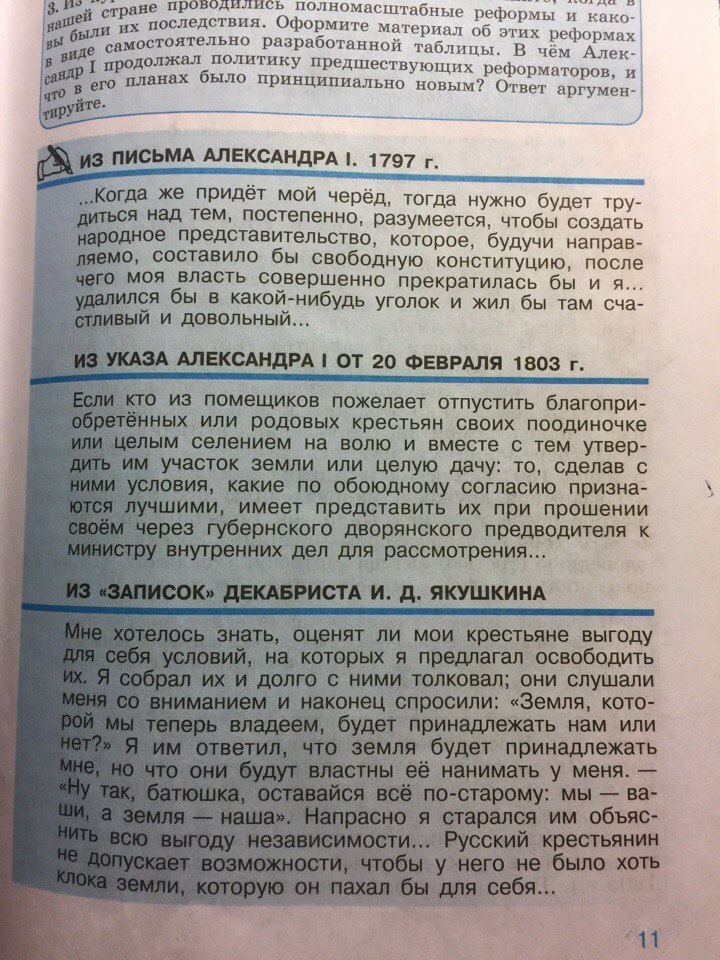 3. Из
когда в
нашей стране проводились полномасштабные реформы и како-
вы были их последствия. Оформите материал об этих реформах
в виде самостоятельно разработанной таблицы. В чём Алек-
сандр I продолжал политику предшествующих реформаторов, и
что в его планах было принципиально новым? Ответ аргумен-
тируйте.
ИЗ ПИСЬМА АЛЕКСАНДРА I. 1797 г.
...Когда же придёт мой черёд, тогда нужно будет тру-
диться над тем, постепенно, разумеется, чтобы создать
народное представительство, которое, будучи направ-
ляемо, составило бы свободную конституцию, после
чего моя власть совершенно прекратилась бы и я...
удалился бы в какой-нибудь уголок и жил бы там сча-
стливый и довольный...
ИЗ УКАЗА АЛЕКСАНДРА I ОТ 20 ФЕВРАЛЯ 1803 г.
Если кто из помещиков пожелает отпустить благопри-
обретённых или родовых крестьян своих поодиночке
или целым селением на волю и вместе с тем утвер-
дить им участок земли или целую дачу: то, сделав с
ними условия, какие по обоюдному согласию призна-
ются лучшими, имеет представить их при прошении
своём через губернского дворянского предводителя к
министру внутренних дел для рассмотрения...
ИЗ «ЗАПИСОК» ДЕКАБРИСТА И. Д. ЯКУШКИНА
Мне хотелось знать, оценят ли мои крестьяне выгоду
для себя условий, на которых я предлагал освободить
их. Я собрал их и долго с ними толковал; они слушали
меня со вниманием и наконец спросили: «Земля, кото-
рой мы теперь владеем, будет принадлежать нам или
нет?» Я им ответил, что земля будет принадлежать
мне, но что они будут властны её нанимать у меня. —
«Ну так, батюшка, оставайся всё по-старому: мы — ва-
ши, а земля — наша». Напрасно я старался им объяс-
нить всю выгоду независимости... Русский крестьянин
не допускает возможности, чтобы у него не было хоть
клока земли, которую он пахал бы для себя...
11